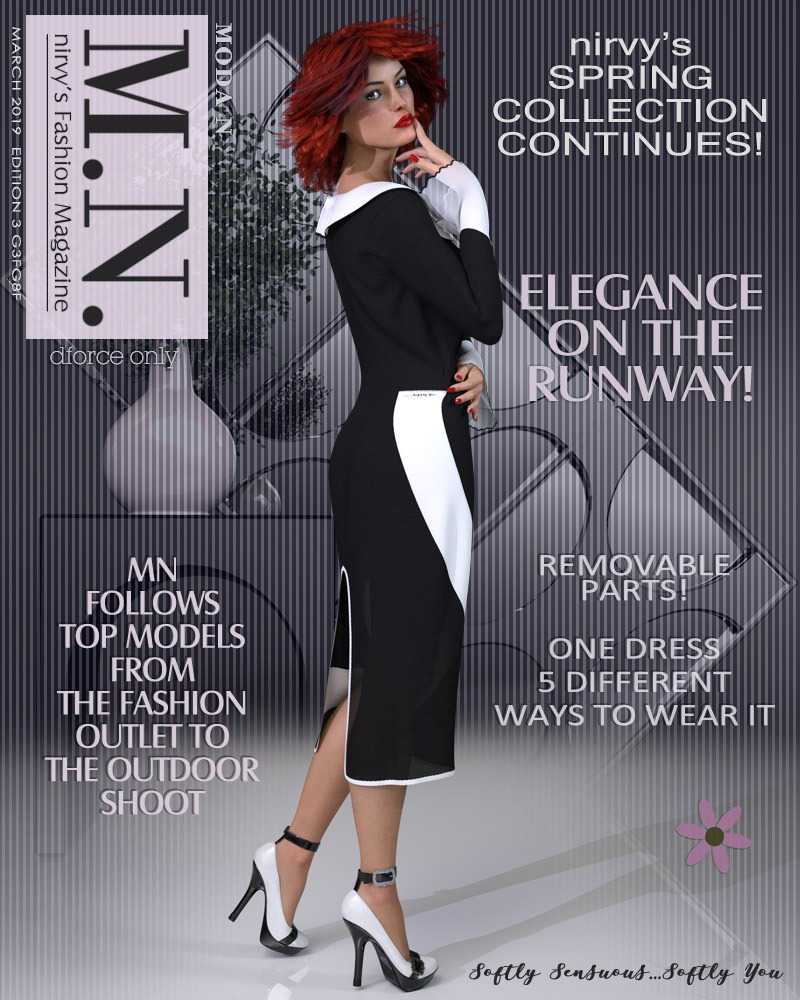 MARCH 2019 EDITION 3 G3FG8F
M.N.
nirvy's Fashion Magazine
MODAN
dforce only
nirvy's
SPRING
COLLECTION
CONTINUES!
ELEGANCE
ON THE
RUNWAY!
MN
FOLLOWS
TOP MODELS
FROM
THE FASHION
OUTLET TO
THE OUTDOOR
SHOOT
REMOVABLE
PARTS!
ONE DRESS
5 DIFFERENT
WAYS TO WEAR IT
Softly Sensuous...Softly You